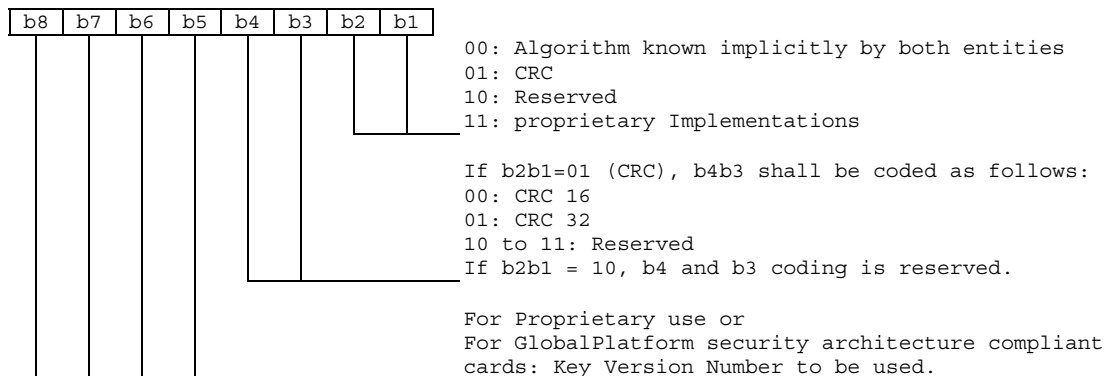 b8 b7 b6 b5 b4 b3 b2 b1
00: Algorithm known implicitly by both entities
01: CRC
10: Reserved
11: proprietary Implementations
If b2b1=01 (CRC), b4b3 shall be coded as follows:
00: CRC 16
01: CRC 32
10 to 11: Reserved
If b2b1 = 10, b4 and b3 coding is reserved.
For Proprietary use or
For GlobalPlatform security architecture compliant
cards: Key Version Number to be used.